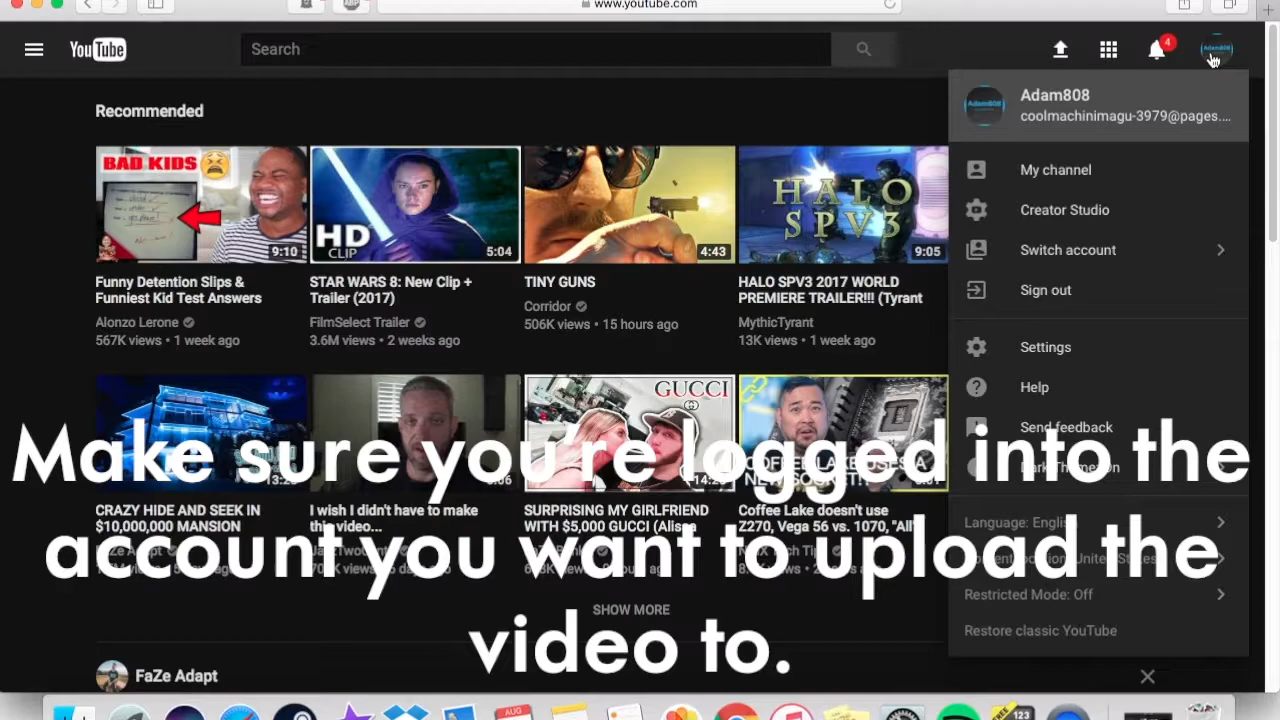 www.youtube.com
YouTube
Search
4
Adam808
Adam808
coolmachinimagu-3979@pages....
My channel
Creator Studio
Switch account
Sign out
Settings
Help
Send feedback
Language: English
Restricted Mode: Off
Restore classic YouTube
Recommended
BAD KIDS
9:10
HD
CLIP
5:04
4:43
HALO
SPV3
9:05
Funny Detention Slips &
Funniest Kid Test Answers
Alonzo Lerone
567K views • 1 week ago
STAR WARS 8: New Clip +
Trailer (2017)
FilmSelect Trailer
3.6M views • 2 weeks ago
TINY GUNS
Corridor
506K views • 15 hours ago
HALO SPV3 2017 WORLD
PREMIERE TRAILER!!! (Tyrant
MythicTyrant
13K views • 1 week ago
GUCCI
CRAZY HIDE AND SEEK IN
$10,000,000 MANSION
I wish I didn't have to make
this video...
SURPRISING MY GIRLFRIEND
WITH $5,000 GUCCI
Coffee Lake doesn't use
Z270, Vega 56 vs. 1070, "All"
Make sure you're logged into the
account you want to upload the
video to.
SHOW MORE
FaZe Adapt
AUG
FREE
123